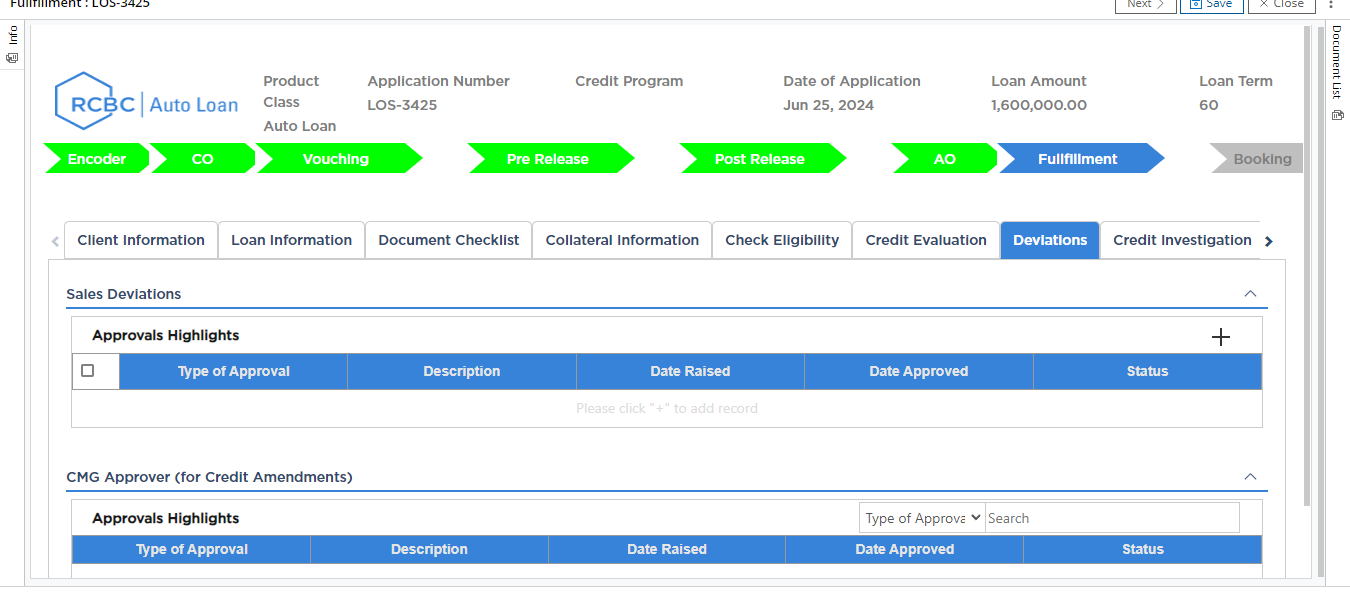 Fullfillment : LOS-3425
Next
Save
Close
Info
Document List
RCBC | Auto Loan
Product Class
Auto Loan
Application Number
LOS-3425
Credit Program
Date of Application
Jun 25, 2024
Loan Amount
1,600,000.00
Loan Term
60
Encoder
CO
Vouching
Pre Release
Post Release
AO
Fullfillment
Booking
Client Information
Loan Information
Document Checklist
Collateral Information
Check Eligibility
Credit Evaluation
Deviations
Credit Investigation
Sales Deviations
Approvals Highlights
Type of Approval Description Date Raised Date Approved Status
Please click "+" to add record
CMG Approver (for Credit Amendments)
Approvals Highlights
Type of Approva
Search
Type of Approval Description Date Raised Date Approved Status